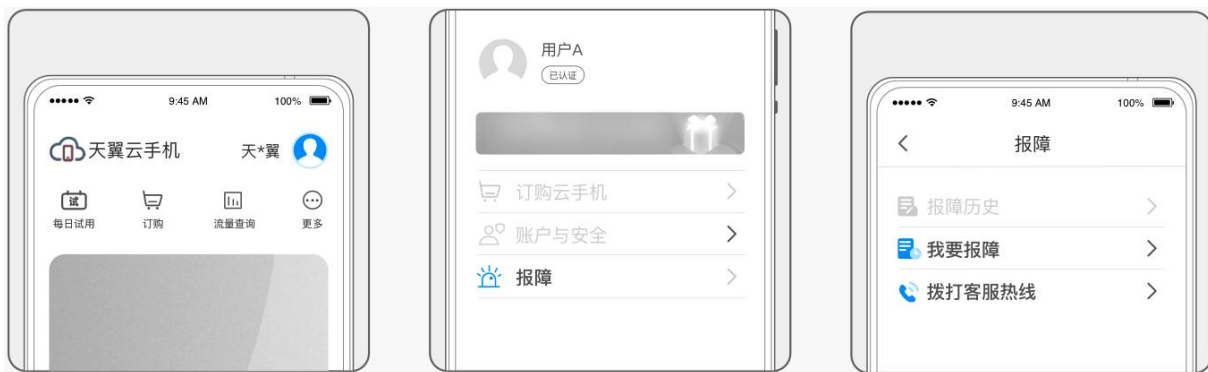 9:45 AM
100%
天翼云手机
天*翼
试
每日试用
订购
流量查询
更多
用户A
已认证
订购云手机
账户与安全
报障
9:45 AM
100%
报障
报障历史
我要报障
拨打客服热线